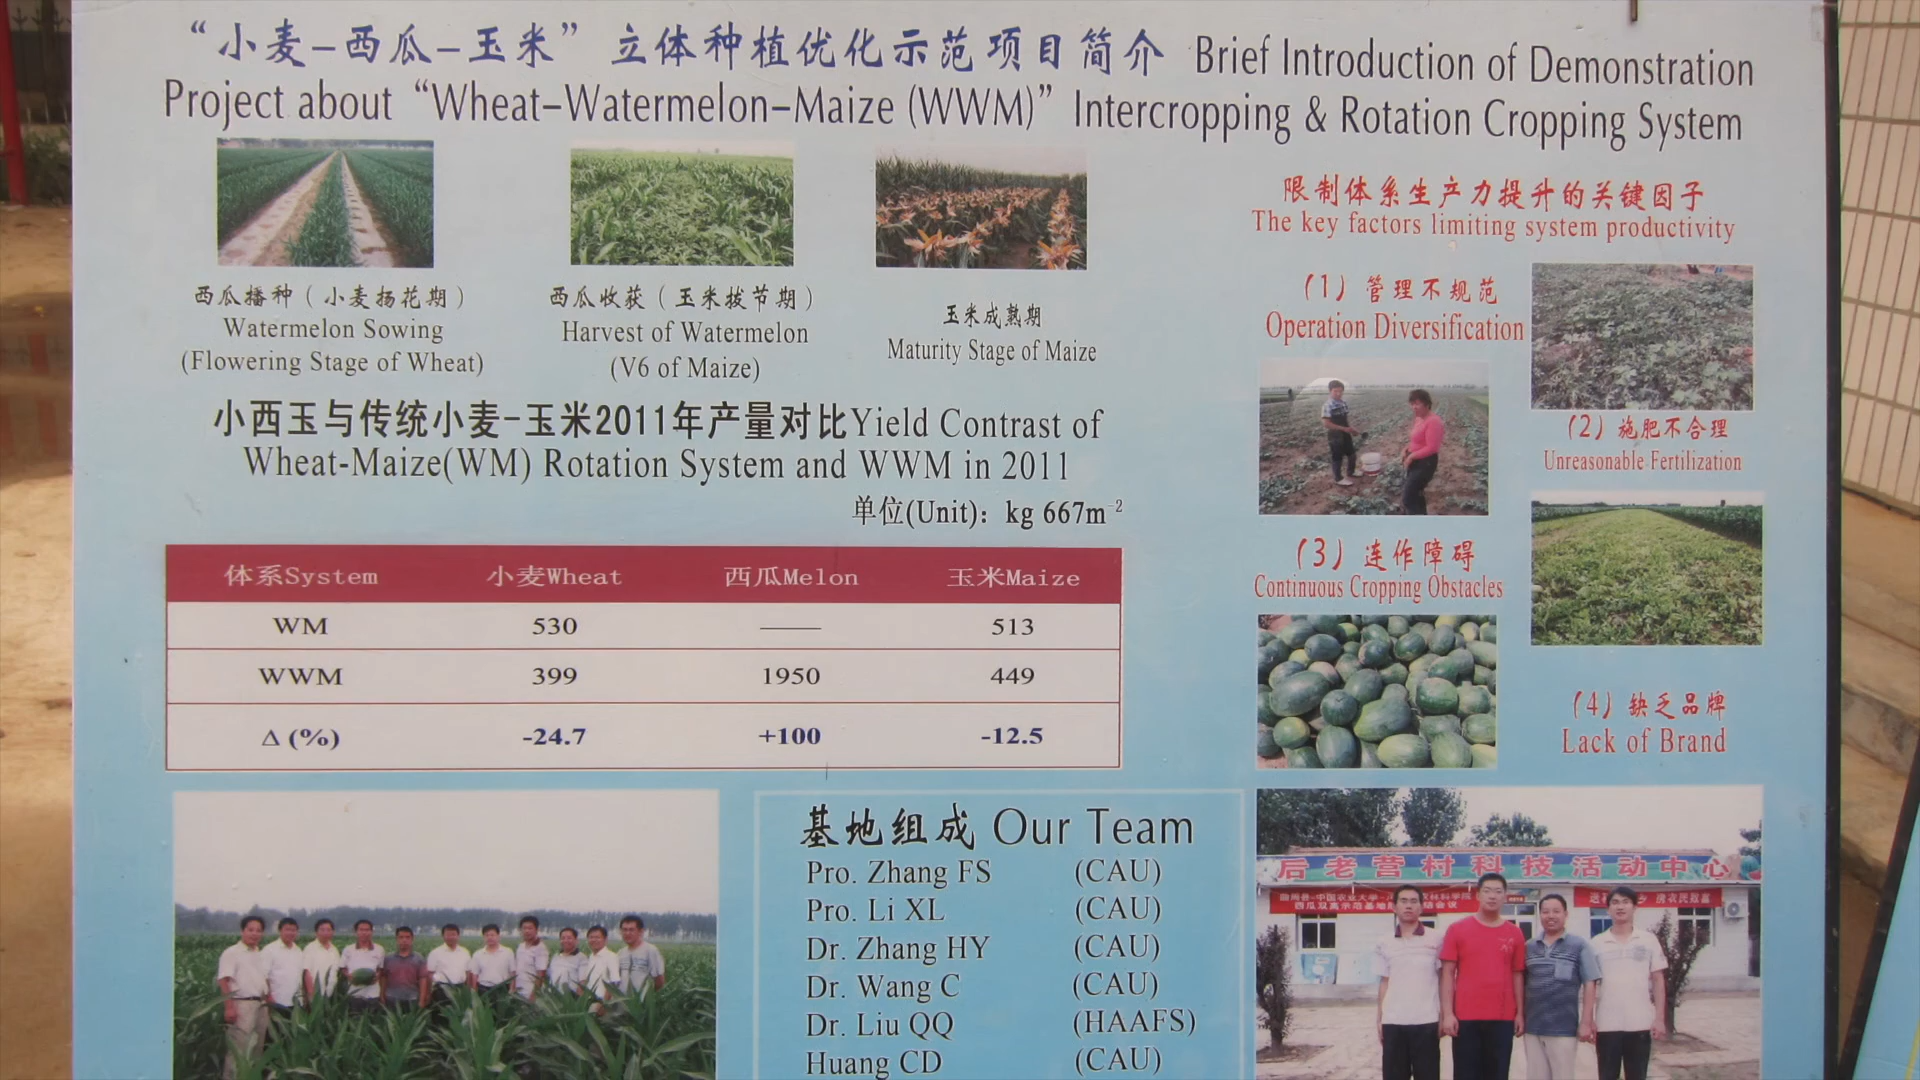 “小麦–西瓜–玉米” 立体种植优化示范项目简介 Brief Introduction of Demonstration
Project about “Wheat–Watermelon–Maize (WWM)” Intercropping & Rotation Cropping System
西瓜播种（小麦扬花期）
Watermelon Sowing
(Flowering Stage of Wheat)
西瓜收获（玉米拔节期）
Harvest of Watermelon
(V6 of Maize)
玉米成熟期
Maturity Stage of Maize
小西玉与传统小麦-玉米2011年产量对比Yield Contrast of
Wheat-Maize(WM) Rotation System and WWM in 2011
单位(Unit): kg 667m⁻²
体系System 小麦Wheat 西瓜Melon 玉米Maize
WM 530 —— 513
WWM 399 1950 449
Δ (%) -24.7 +100 -12.5
限制体系生产力提升的关键因子
The key factors limiting system productivity
(1) 管理不规范
Operation Diversification
(2) 施肥不合理
Unreasonable Fertilization
(3) 连作障碍
Continuous Cropping Obstacles
(4) 缺乏品牌
Lack of Brand
基地组成 Our Team
Pro. Zhang FS (CAU)
Pro. Li XL (CAU)
Dr. Zhang HY (CAU)
Dr. Wang C (CAU)
Dr. Liu QQ (HAAFS)
Huang CD (CAU)
后老营村科技活动中心